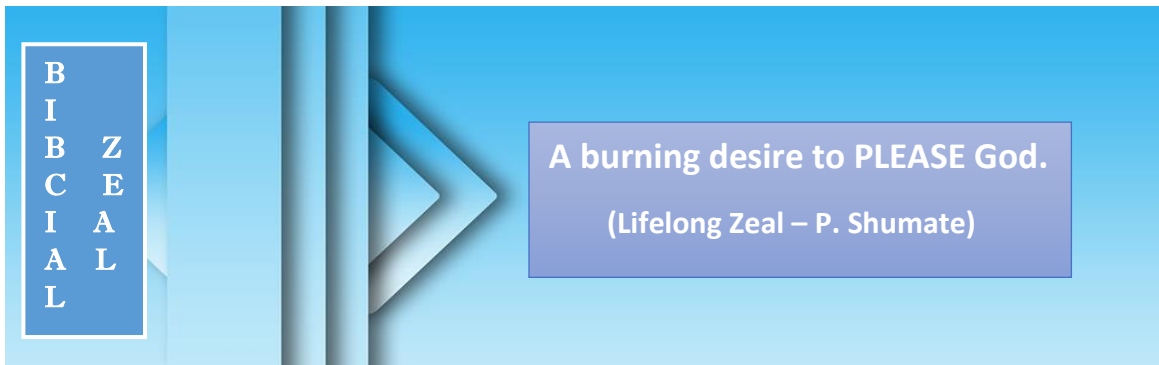 BIBCIAL
ZEAL
A burning desire to PLEASE God.
(Lifelong Zeal – P. Shumate)